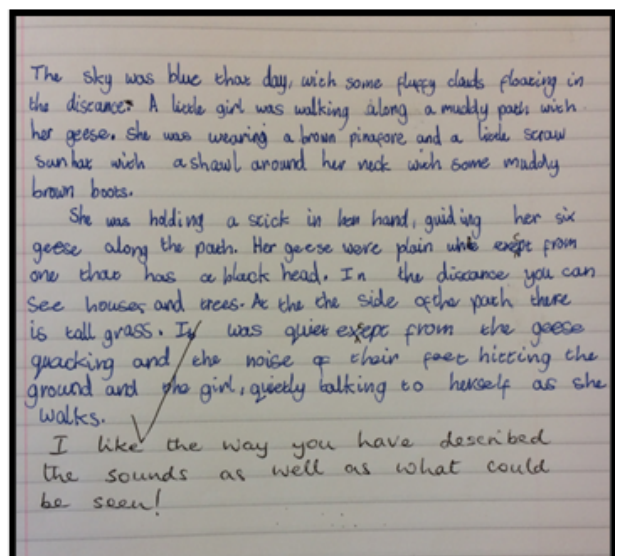 The sky was blue that day, with some fluffy clouds floating in
the distance. A little girl was walking along a muddy path with
her geese. She was wearing a brown pinafore and a little straw
sunhat with a shawl around her neck with some muddy
brown boots.
She was holding a stick in her hand, guiding her six
geese along the path. Her geese were plain white exept from
one that has a black head. In the distance you can
see houses and trees. At the the side of the path there
is tall grass. It was quiet exept from the geese
quacking and the noise of their feet hitting the
ground and the girl, quietly talking to herself as she
walks.
I like the way you have described
the sounds as well as what could
be seen!